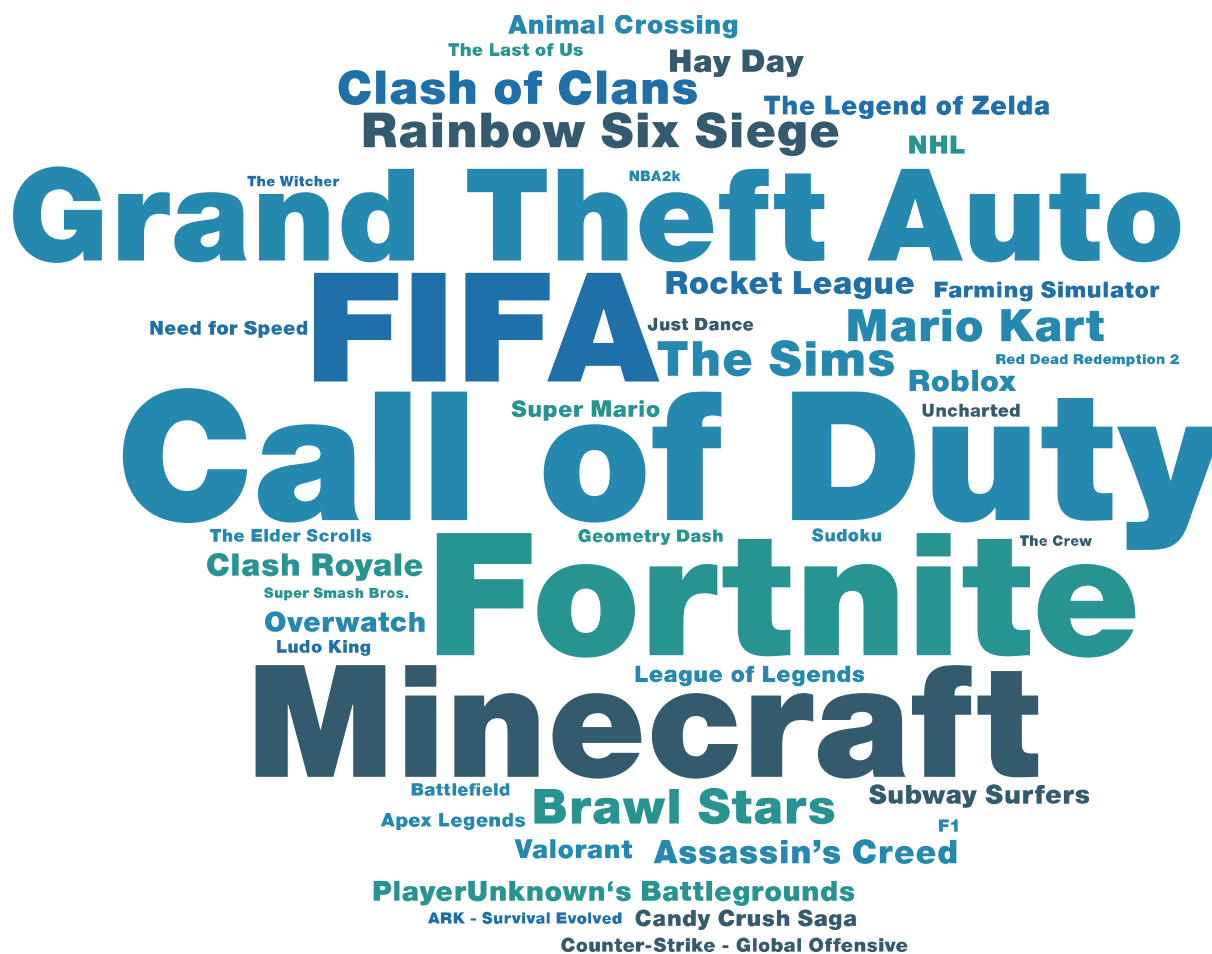 Animal Crossing
The Last of Us
Hay Day
Clash of Clans
The Legend of Zelda
Rainbow Six Siege
NHL
The Witcher
NBA2k
Grand Theft Auto
Rocket League
Farming Simulator
Need for Speed
FIFA
Just Dance
Mario Kart
The Sims
Red Dead Redemption 2
Roblox
Super Mario
Uncharted
Call of Duty
The Elder Scrolls
Geometry Dash
Sudoku
The Crew
Clash Royale
Fortnite
Super Smash Bros.
Overwatch
Ludo King
League of Legends
Minecraft
Battlefield
Brawl Stars
Subway Surfers
Apex Legends
F1
Valorant
Assassin’s Creed
PlayerUnknown‘s Battlegrounds
ARK - Survival Evolved
Candy Crush Saga
Counter-Strike - Global Offensive